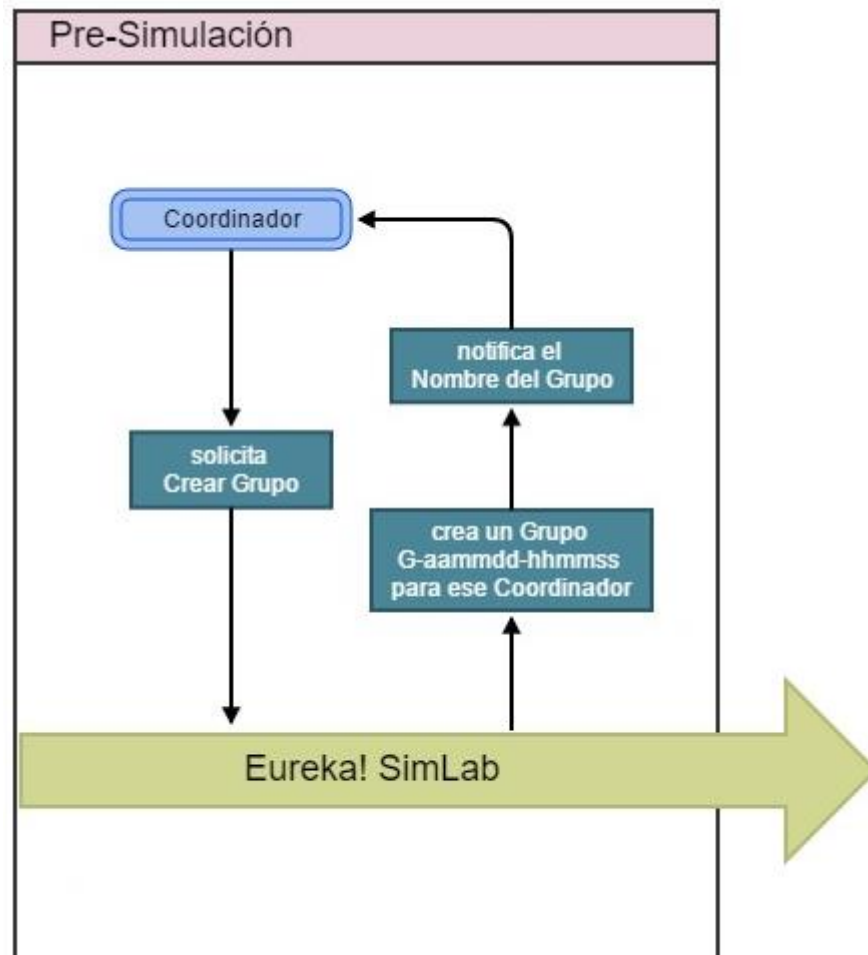 Pre-Simulación
Coordinador
notifica el
Nombre del Grupo
solicita
Crear Grupo
crea un Grupo
G-aammdd-hhmmss
para ese Coordinador
Eureka! SimLab